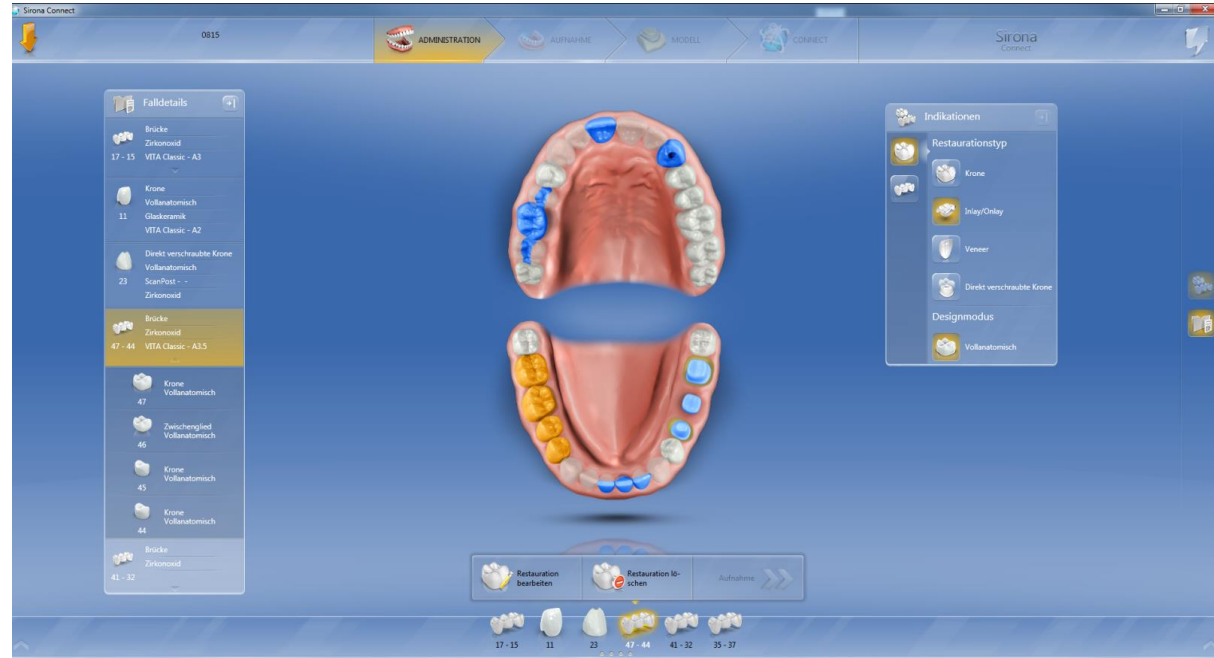 Sirona Connect
0815
ADMINISTRATION
AUFNAHME
MODELL
CONNECT
Sirona
Connect
Falldetails
Brücke
Zirkonoxid
17 - 15 VITA Classic - A3
Krone
Vollanatomisch
11 Glaskeramik
VITA Classic - A2
Direkt verschraubte Krone
Vollanatomisch
23 ScanPost - -
Zirkonoxid
Brücke
Zirkonoxid
47 - 44 VITA Classic - A3.5
Krone
Vollanatomisch
47
Zwischenglied
Vollanatomisch
46
Krone
Vollanatomisch
45
Krone
Vollanatomisch
44
Brücke
Zirkonoxid
41 - 32
Indikationen
Restaurationstyp
Krone
Inlay/Onlay
Veneer
Direkt verschraubte Krone
Designmodus
Vollanatomisch
Restauration
bearbeiten
Restauration lö-
schen
Aufnahme
17 - 15 11 23 47 - 44 41 - 32 35 - 37